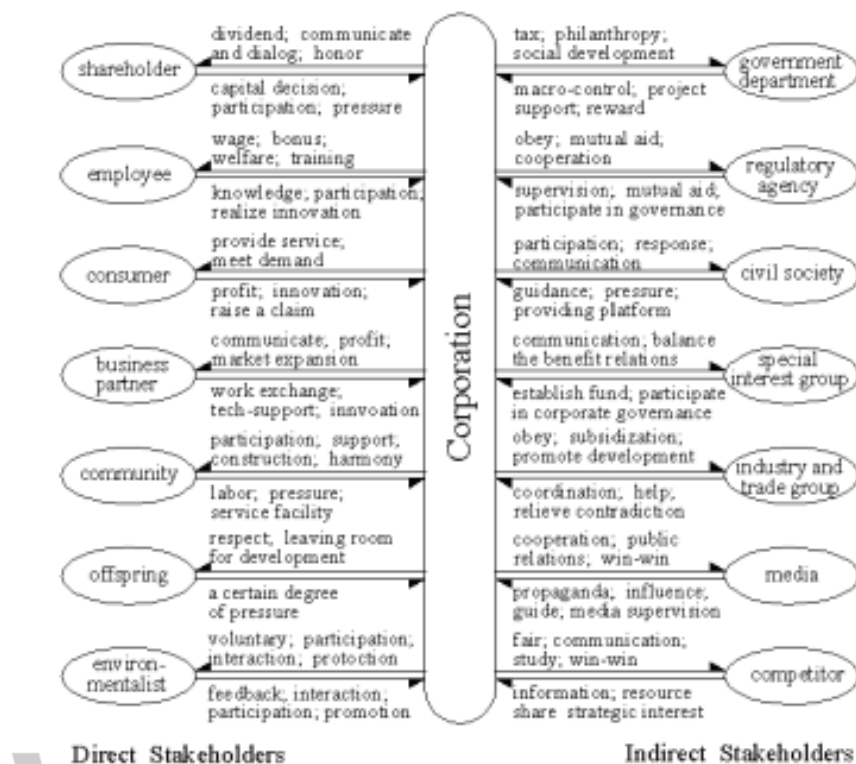 dividend; communicate
and dialog; honor
shareholder
capital decision;
participation; pressure
wage; bonus;
welfare; training
employee
knowledge; participation;
realize innovation
provide service;
meet demand
consumer
profit; innovation;
raise a claim
communicate; profit;
market expansion
business
partner
work exchange;
tech-support; innvoation
participation; support;
construction; harmony
community
labor; pressure;
service facility
respect, leaving room
for development
offspring
a certain degree
of pressure
voluntary; participation;
interaction; protoction
environ-
mentalist
feedback; interaction;
participation; promotion
Direct Stakeholders
Corporation
tax; philanthropy;
social development
government
department
macro-control; project
support; reward
obey; mutual aid;
cooperation
regulatory
agency
supervision; mutual aid;
participate in governance
participation; response;
communication
civil society
guidance; pressure;
providing platform
communication; balance
the benefit relations
special
interest group
establish fund; participate
in corporate governance
obey; subsidization;
promote development
industry and
trade group
coordination; help;
relieve contradiction
cooperation; public
relations; win-win
media
propaganda; influence;
guide; media supervision
fair; communication;
study; win-win
competitor
information; resource
share strategic interest
Indirect Stakeholders